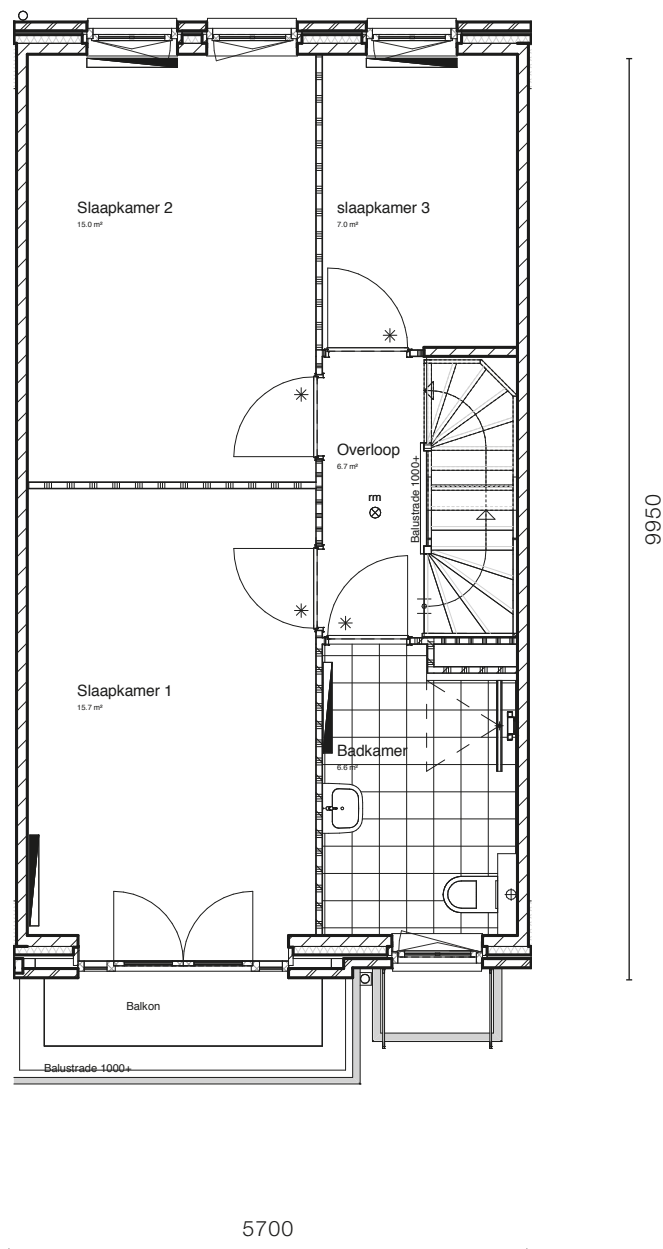 Slaapkamer 2
15.0 m²
slaapkamer 3
7.0 m²
Overloop
6.7 m²
Balustrade 1000+
rm
9950
Slaapkamer 1
15.7 m²
Badkamer
6.6 m²
Balkon
Balustrade 1000+
5700